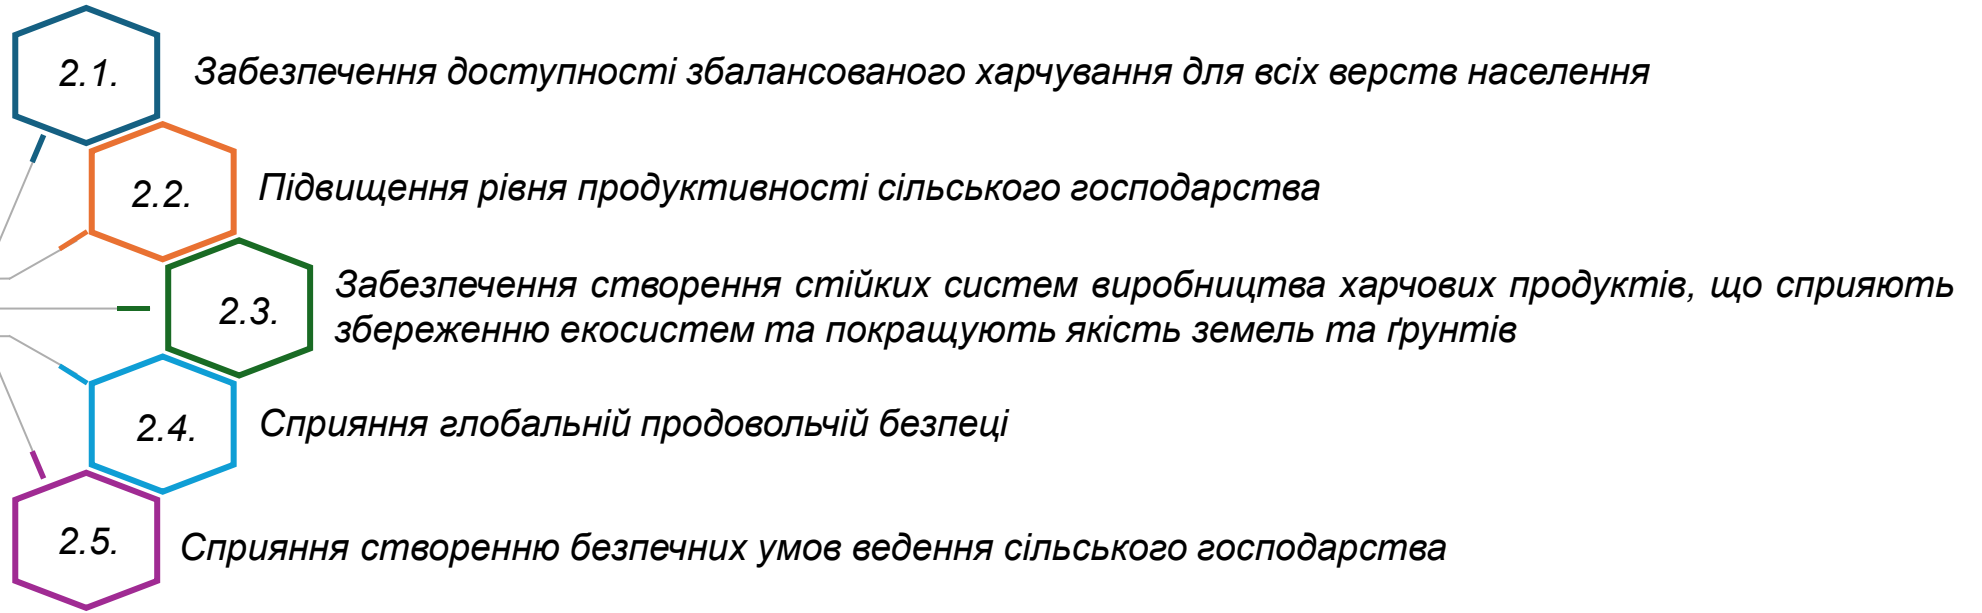 2.1. Забезпечення доступності збалансованого харчування для всіх верств населення
2.2. Підвищення рівня продуктивності сільського господарства
2.3. Забезпечення створення стійких систем виробництва харчових продуктів, що сприяють
збереженню екосистем та покращують якість земель та ґрунтів
2.4. Сприяння глобальній продовольчій безпеці
2.5. Сприяння створенню безпечних умов ведення сільського господарства